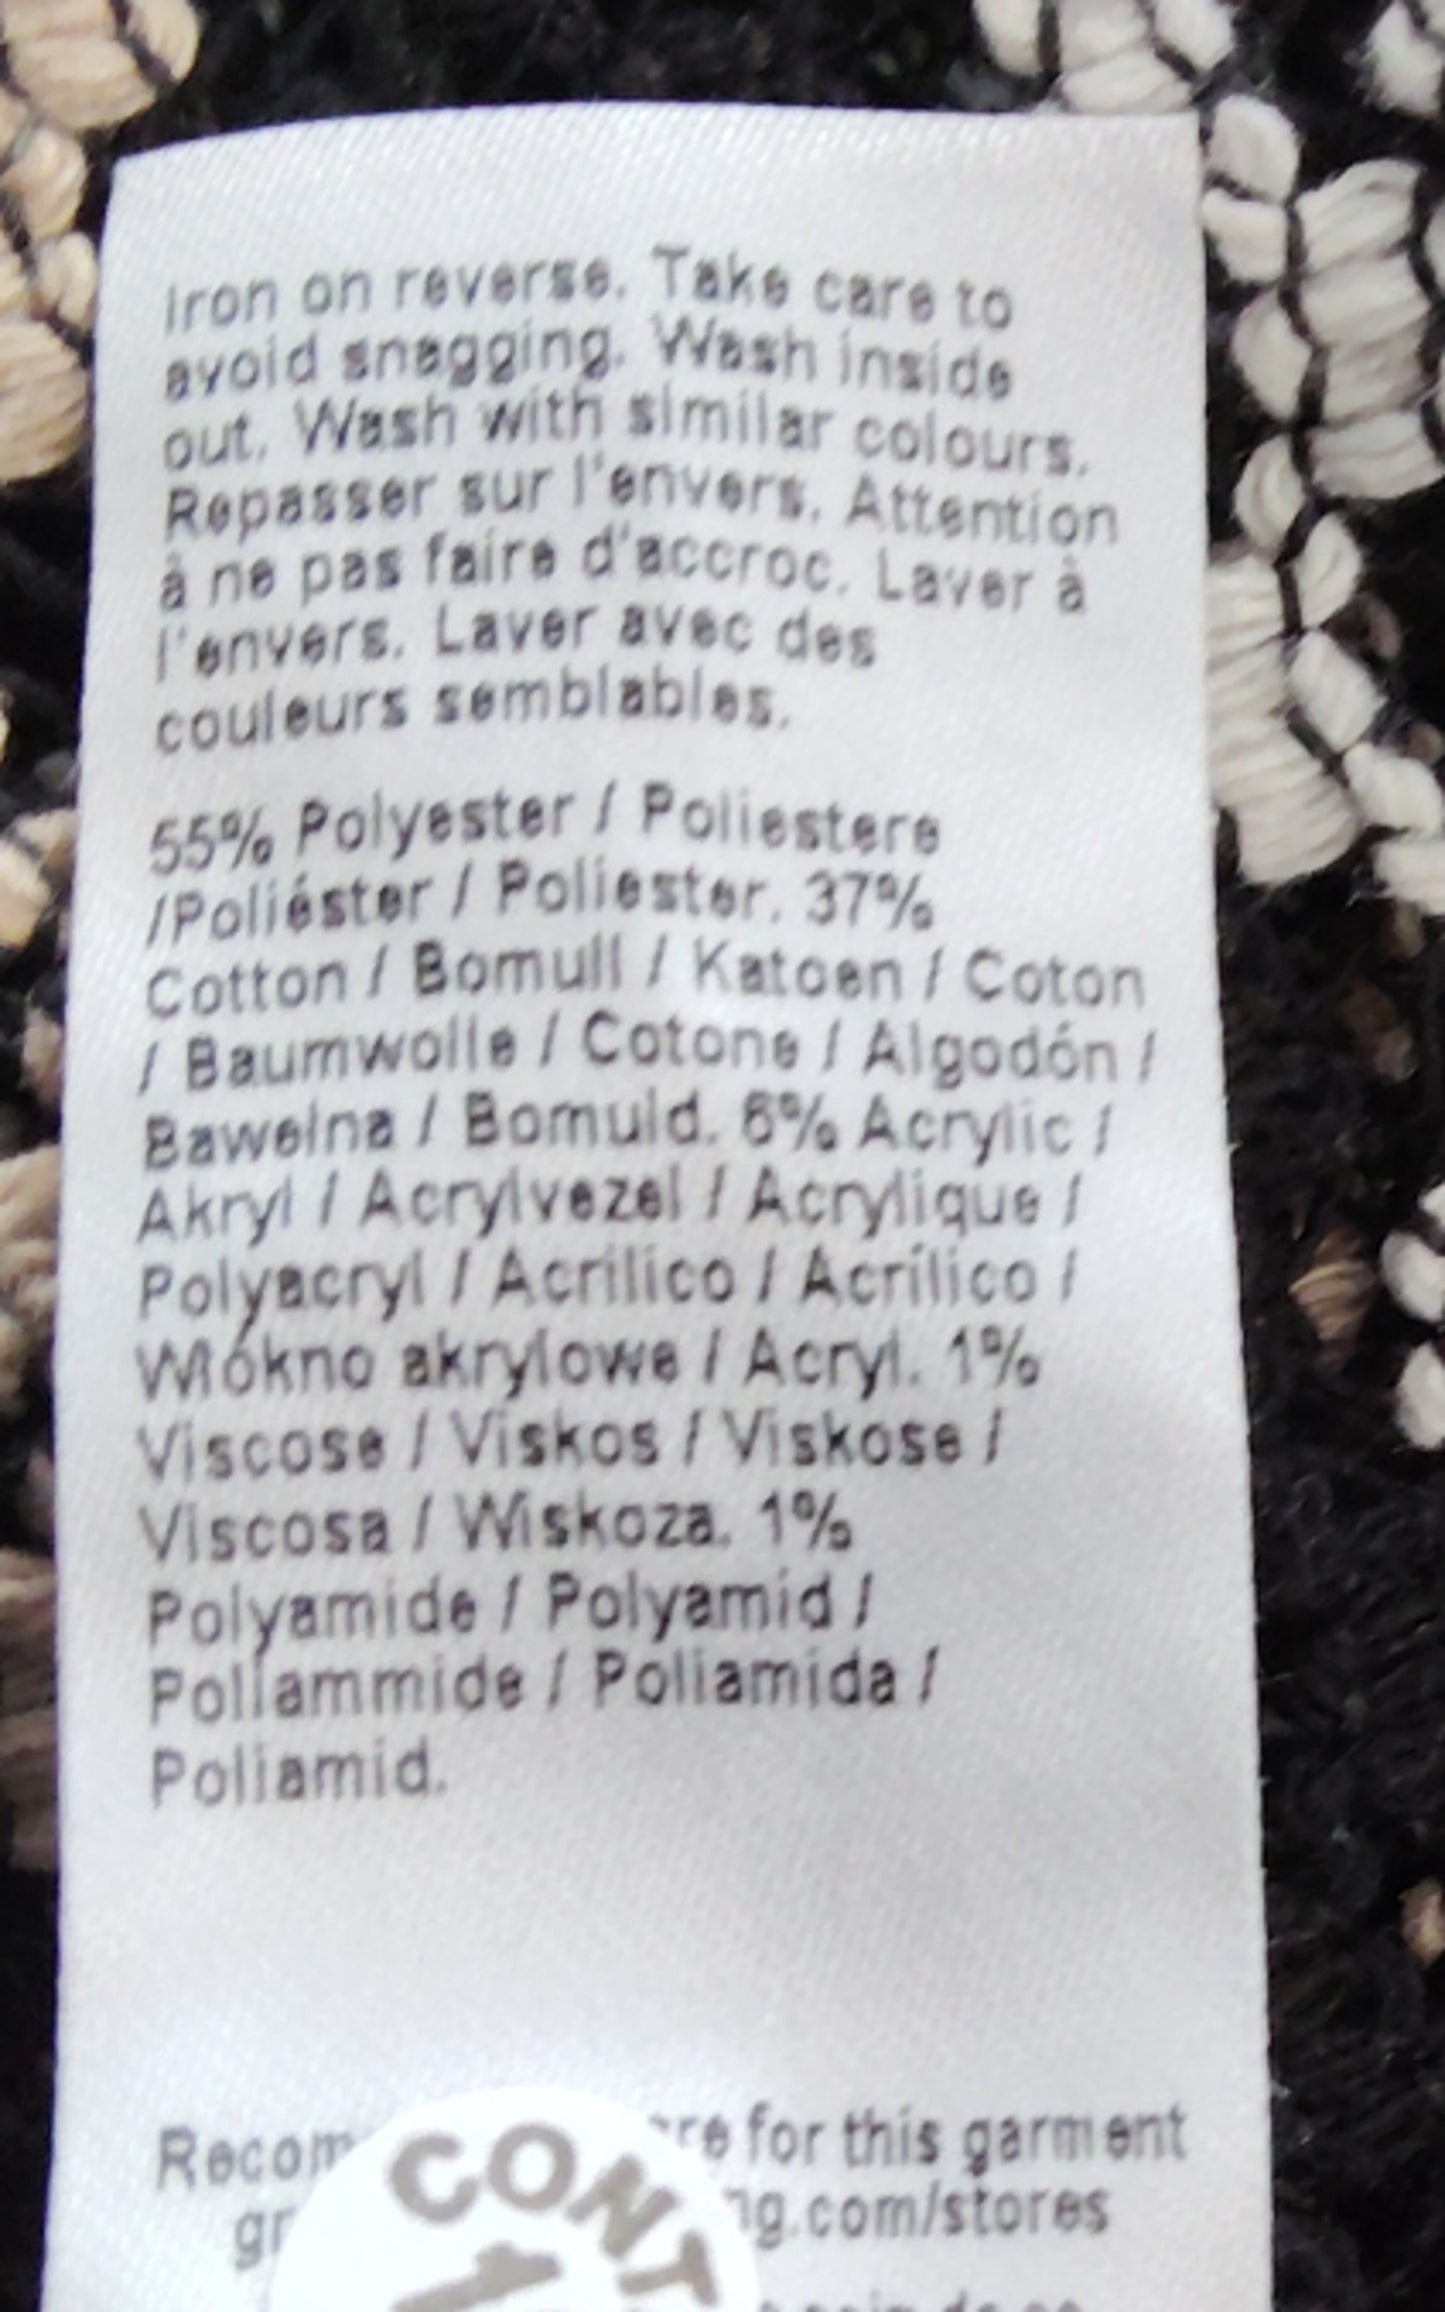 Iron on reverse. Take care to
avoid snagging. Wash inside
out. Wash with similar colours.
Repasser sur l'envers. Attention
à ne pas faire d'accroc. Laver à
l'envers. Laver avec des
couleurs semblables.
55% Polyester / Poliestere
/Poliéster / Poliester. 37%
Cotton / Bomull / Katoen / Coton
/ Baumwolle / Cotone / Algodón /
Bawełna / Bomuld. 6% Acrylic /
Akryl / Acrylvezel / Acrylique /
Polyacryl / Acrilico / Acrílico /
Włókno akrylowe / Acryl. 1%
Viscose / Viskos / Viskose /
Viscosa / Wiskoza. 1%
Polyamide / Polyamid /
Poliammide / Poliamida /
Poliamid.
for this garment
.com/stores
CONT